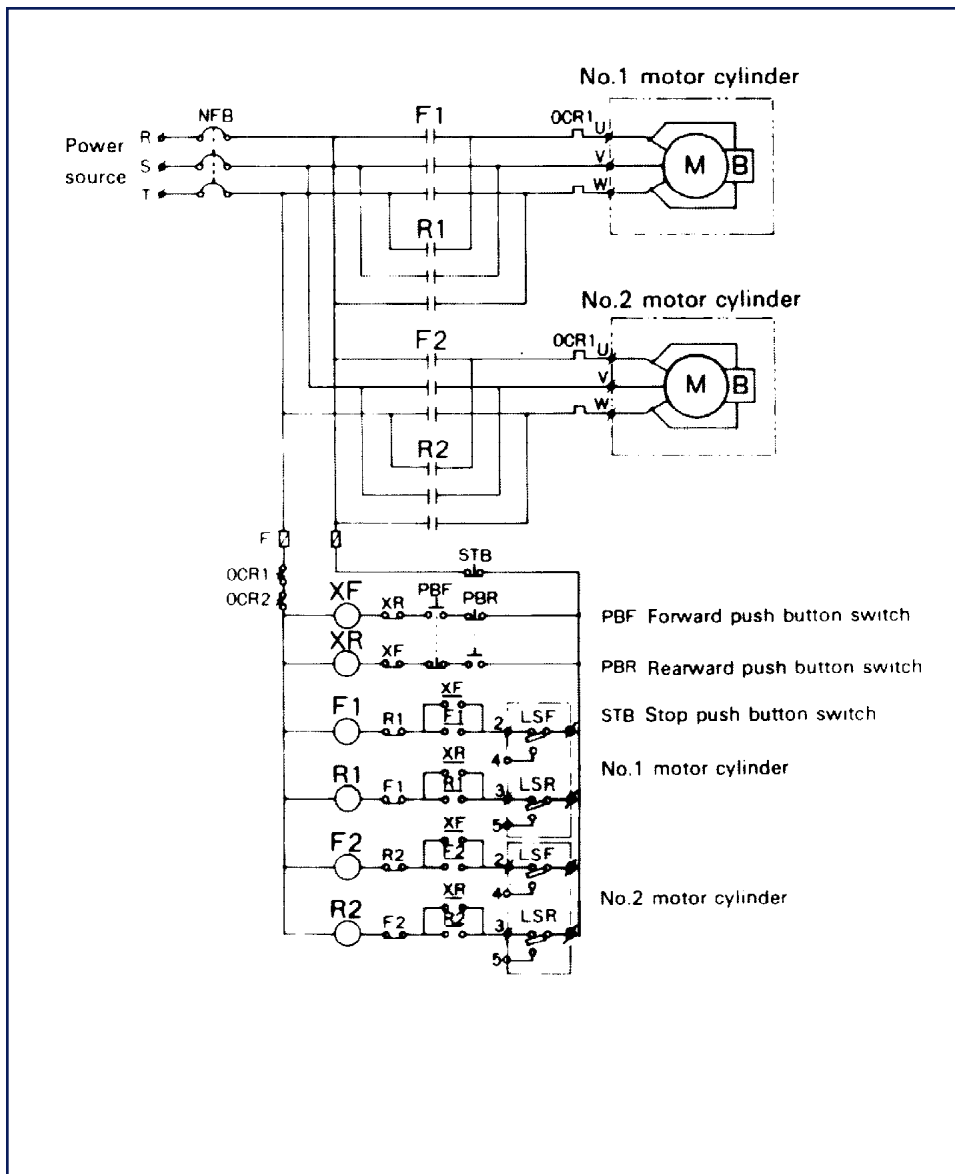 No.1 motor cylinder
NFB
F1
OCR1
U
Power source
R
S
T
V
W
M
B
R1
No.2 motor cylinder
F2
OCR1
U
V
W
M
B
R2
F
STB
OCR1
OCR2
XF
XR
PBF
PBR
PBF Forward push button switch
XR
XF
PBR Rearward push button switch
F1
R1
XF
F1
2
LSF
4
STB Stop push button switch
R1
F1
XR
R1
3
LSR
5
No.1 motor cylinder
F2
R2
XF
F2
2
LSF
4
No.2 motor cylinder
R2
F2
XR
R2
3
LSR
5